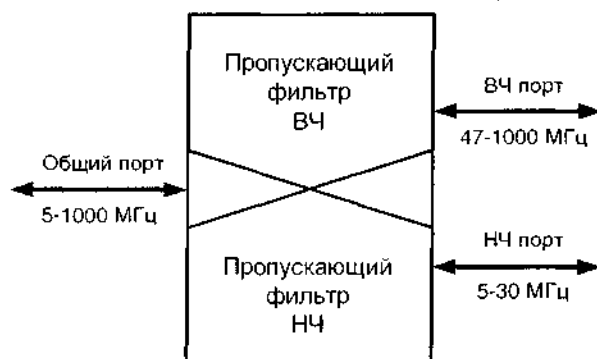 Пропускающий
фильтр
ВЧ
ВЧ порт
47-1000 МГц
Общий порт
5-1000 МГц
НЧ порт
5-30 МГц
Пропускающий
фильтр
НЧ